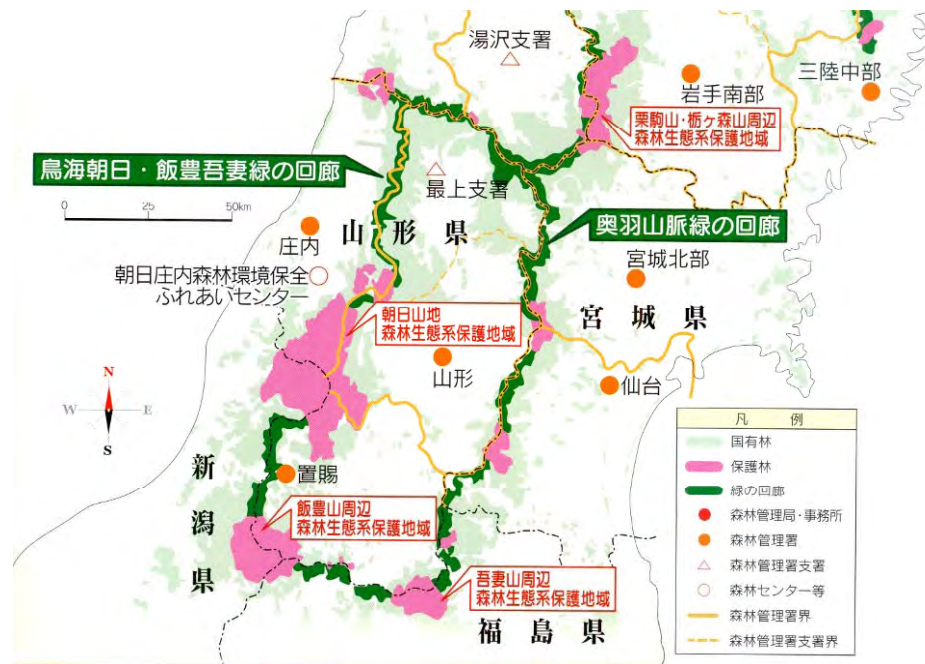 湯沢支署
三陸中部
岩手南部
栗駒山・栃ヶ森山周辺
森林生態系保護地域
鳥海朝日・飯豊吾妻緑の回廊
最上支署
0 25 50km
庄内
山形県
奥羽山脈緑の回廊
朝日庄内森林環境保全
ふれあいセンター
宮城北部
朝日山地
森林生態系保護地域
宮城県
山形
仙台
N
W E
S
凡 例
国有林
保護林
緑の回廊
森林管理局・事務所
森林管理署
森林管理署支署
森林センター等
森林管理署界
森林管理署支署界
新潟県
置賜
飯豊山周辺
森林生態系保護地域
吾妻山周辺
森林生態系保護地域
福島県